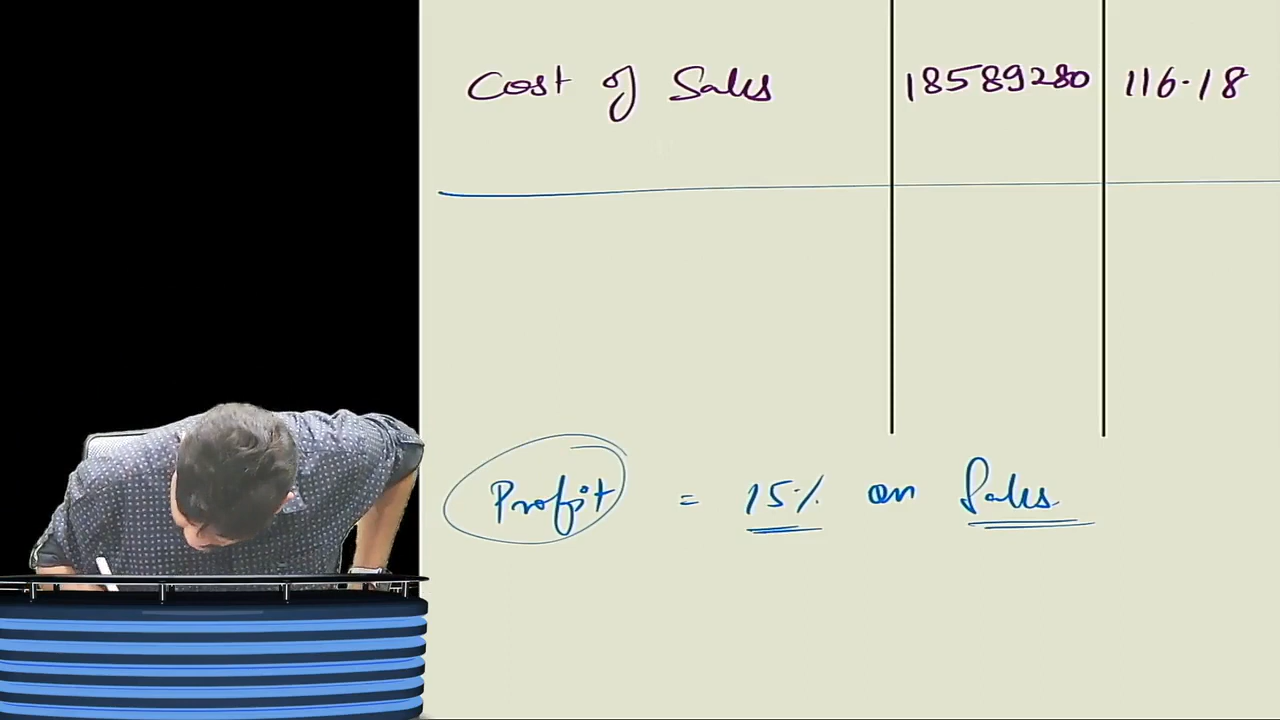 Cost of Sales 18589280 116.18
Profit = 15% on Sales